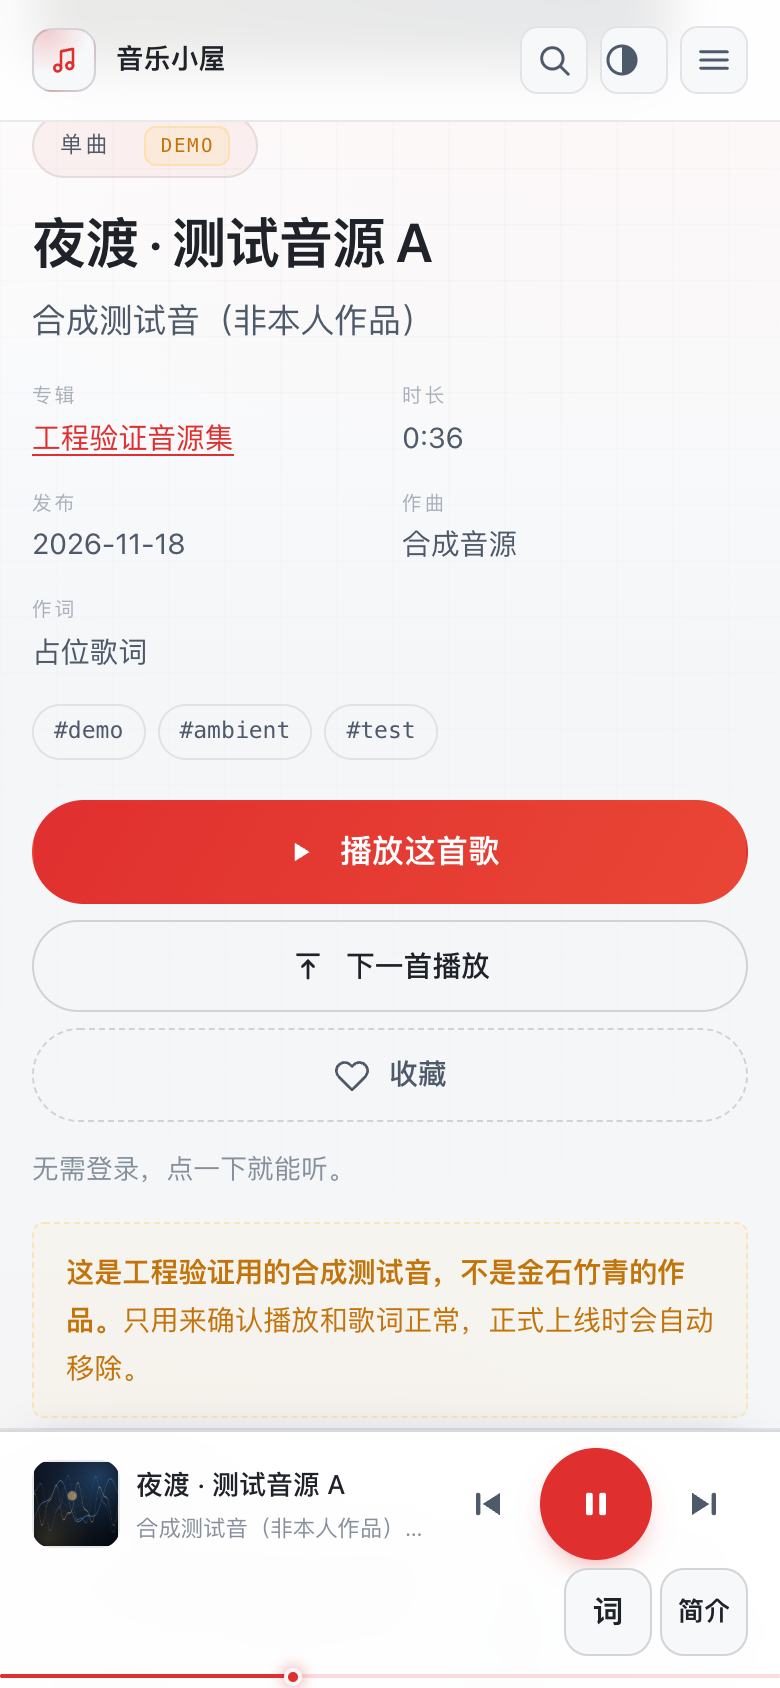 音乐小屋
单曲 DEMO
夜渡 · 测试音源 A
合成测试音（非本人作品）
专辑 时长
工程验证音源集 0:36
发布 作曲
2026-11-18 合成音源
作词
占位歌词
#demo #ambient #test
播放这首歌
下一首播放
收藏
无需登录，点一下就能听。
这是工程验证用的合成测试音，不是金石竹青的作
品。只用来确认播放和歌词正常，正式上线时会自动
移除。
夜渡 · 测试音源 A
合成测试音（非本人作品）...
词 简介